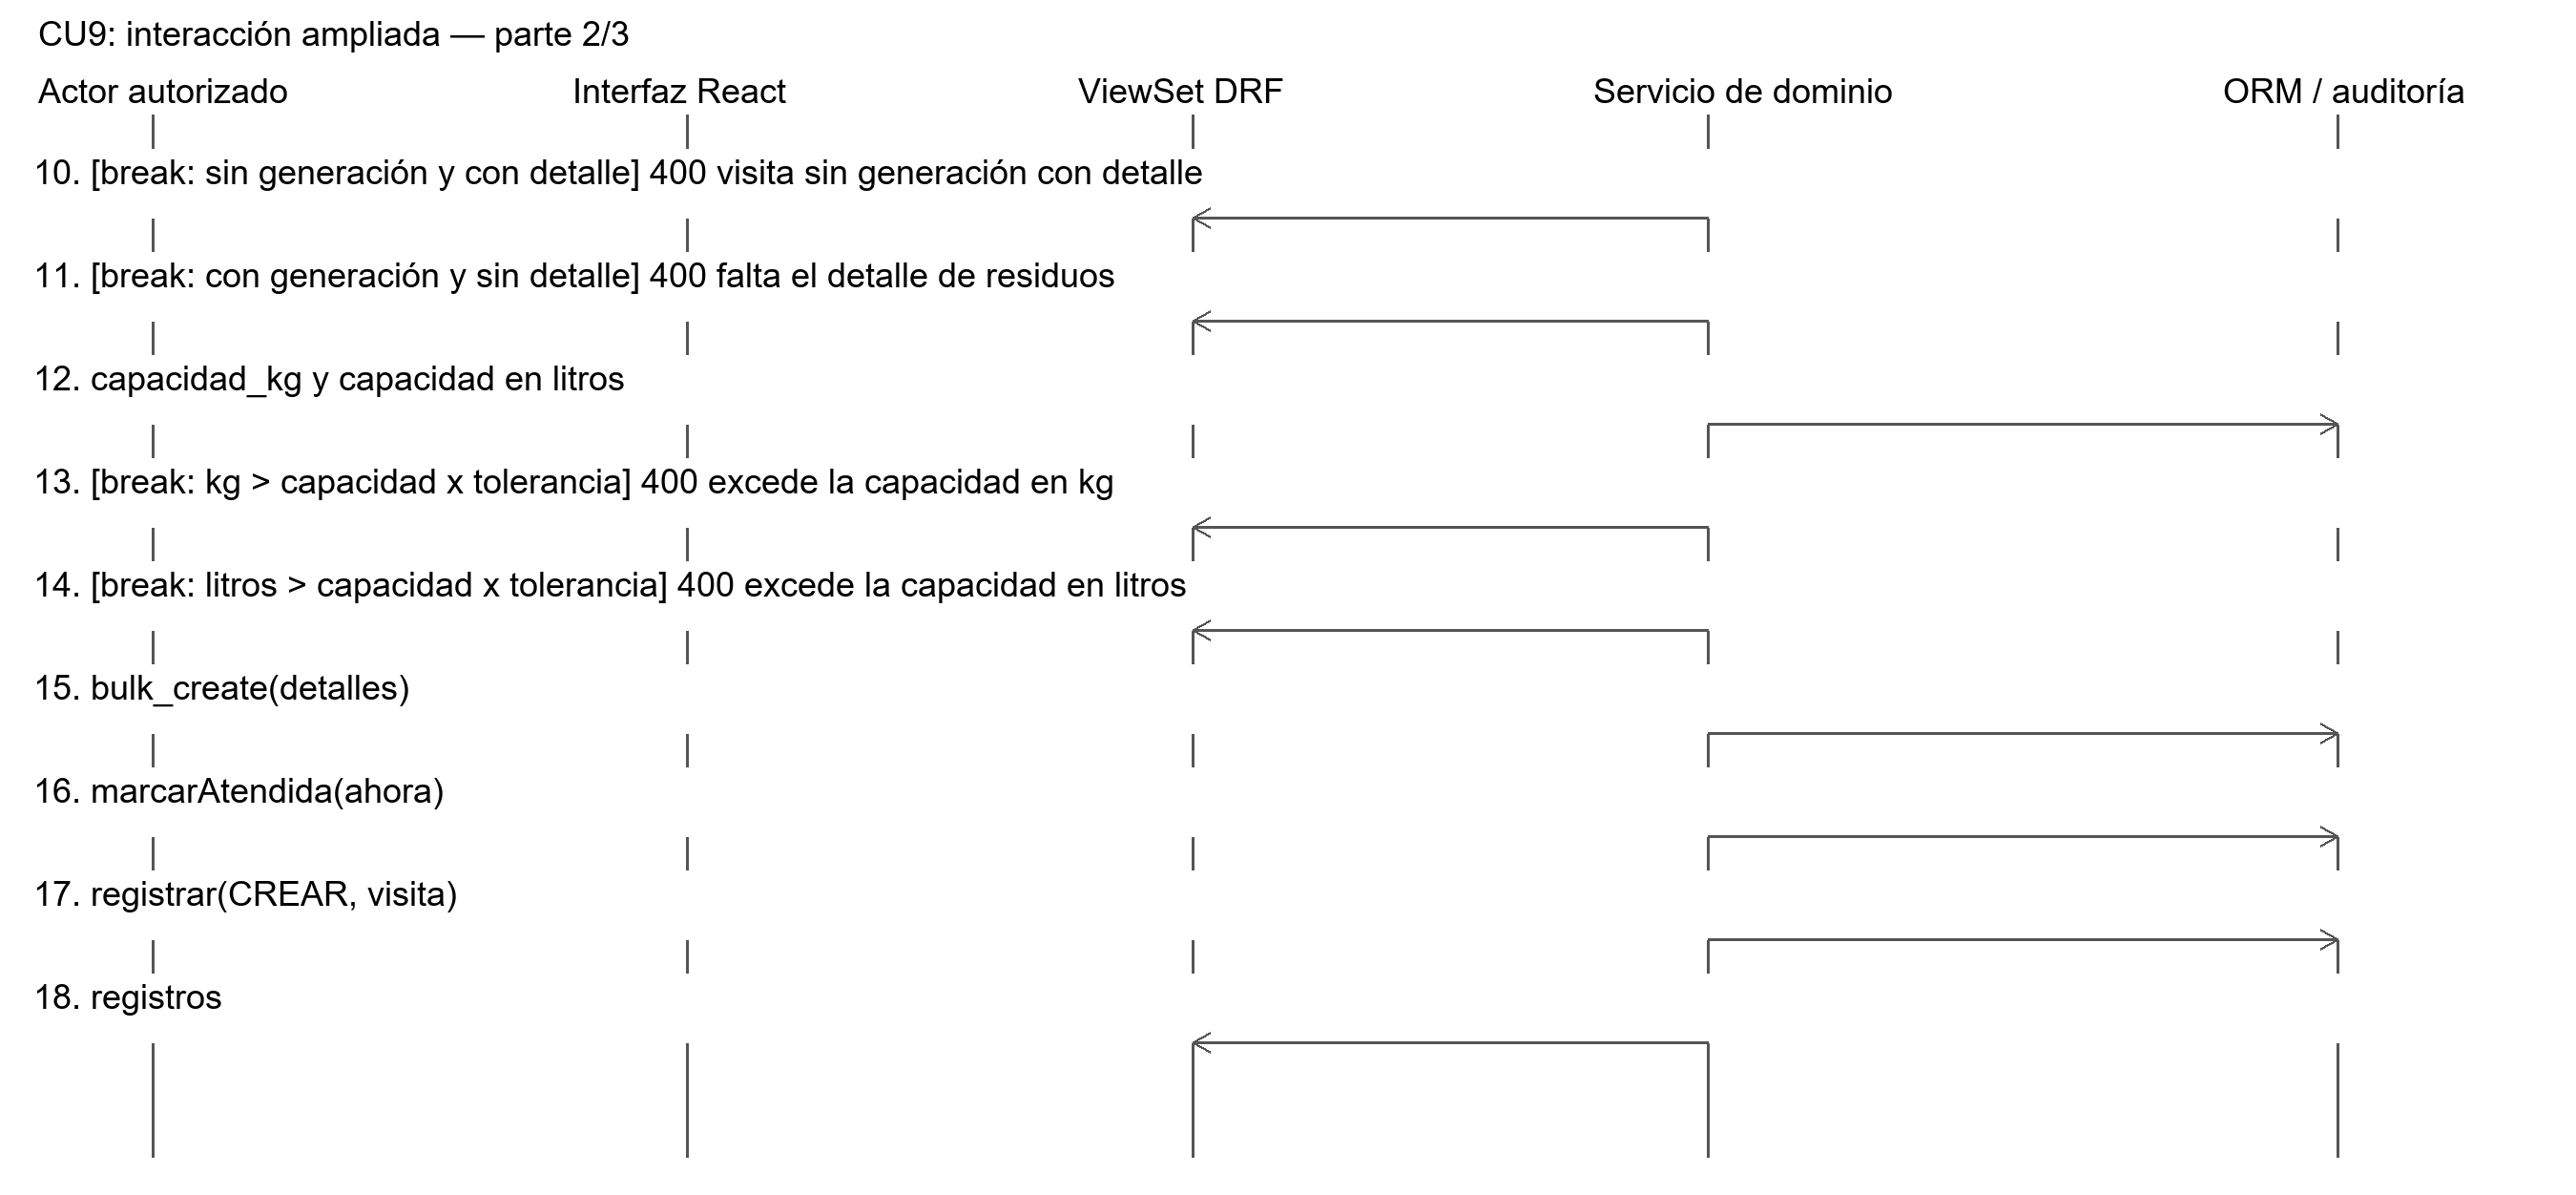 CU9: interacción ampliada — parte 2/3
Actor autorizado Interfaz React ViewSet DRF Servicio de dominio ORM / auditoría
10. [break: sin generación y con detalle] 400 visita sin generación con detalle
11. [break: con generación y sin detalle] 400 falta el detalle de residuos
12. capacidad_kg y capacidad en litros
13. [break: kg > capacidad x tolerancia] 400 excede la capacidad en kg
14. [break: litros > capacidad x tolerancia] 400 excede la capacidad en litros
15. bulk_create(detalles)
16. marcarAtendida(ahora)
17. registrar(CREAR, visita)
18. registros